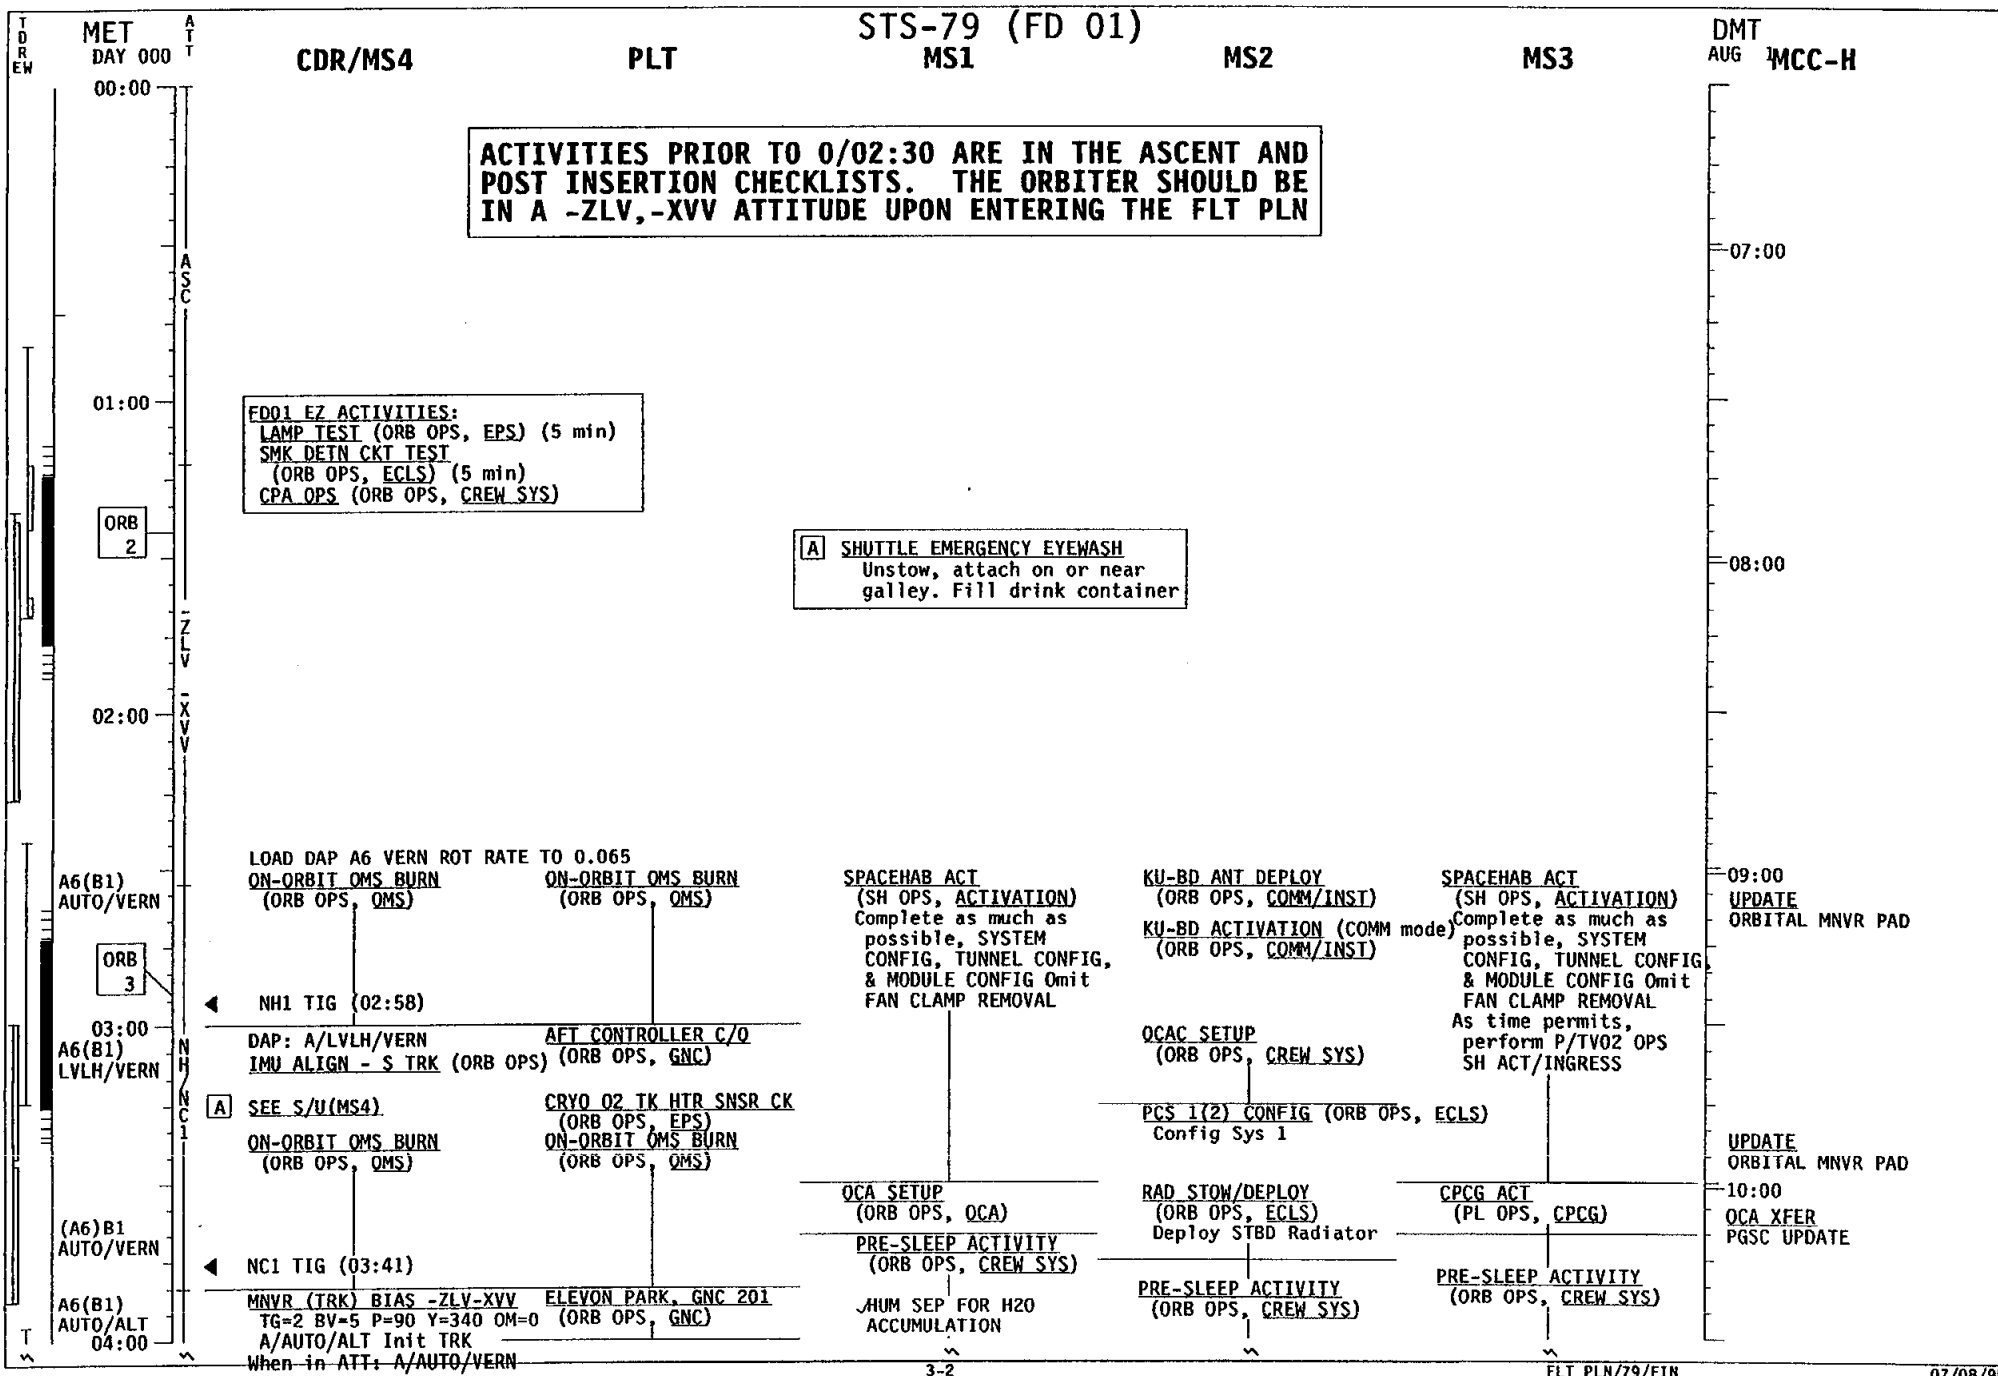 STS-79 (FD 01)
T D R EW
MET
DAY 000
ATT
CDR/MS4
PLT
MS1
MS2
MS3
DMT
AUG 1
MCC-H
00:00
ACTIVITIES PRIOR TO 0/02:30 ARE IN THE ASCENT AND
POST INSERTION CHECKLISTS. THE ORBITER SHOULD BE
IN A -ZLV,-XVV ATTITUDE UPON ENTERING THE FLT PLN
07:00
ASC
01:00
FD01 EZ ACTIVITIES:
LAMP TEST (ORB OPS, EPS) (5 min)
SMK DETN CKT TEST
(ORB OPS, ECLS) (5 min)
CPA OPS (ORB OPS, CREW SYS)
ORB
2
A SHUTTLE EMERGENCY EYEWASH
Unstow, attach on or near
galley. Fill drink container
08:00
-ZLV -XVV
02:00
A6(B1)
AUTO/VERN
ORB
3
03:00
A6(B1)
LVLH/VERN
NH/NC1
(A6)B1
AUTO/VERN
A6(B1)
AUTO/ALT
04:00
LOAD DAP A6 VERN ROT RATE TO 0.065
ON-ORBIT OMS BURN
(ORB OPS, OMS)
NH1 TIG (02:58)
DAP: A/LVLH/VERN
IMU ALIGN - S TRK (ORB OPS)
A SEE S/U(MS4)
ON-ORBIT OMS BURN
(ORB OPS, OMS)
NC1 TIG (03:41)
MNVR (TRK) BIAS -ZLV-XVV
TG=2 BV=5 P=90 Y=340 OM=0
A/AUTO/ALT Init TRK
When in ATT: A/AUTO/VERN
ON-ORBIT OMS BURN
(ORB OPS, OMS)
AFT CONTROLLER C/O
(ORB OPS, GNC)
CRYO O2 TK HTR SNSR CK
(ORB OPS, EPS)
ON-ORBIT OMS BURN
(ORB OPS, OMS)
ELEVON PARK, GNC 201
(ORB OPS, GNC)
SPACEHAB ACT
(SH OPS, ACTIVATION)
Complete as much as
possible, SYSTEM
CONFIG, TUNNEL CONFIG,
& MODULE CONFIG Omit
FAN CLAMP REMOVAL
OCA SETUP
(ORB OPS, OCA)
PRE-SLEEP ACTIVITY
(ORB OPS, CREW SYS)
✓HUM SEP FOR H2O
ACCUMULATION
KU-BD ANT DEPLOY
(ORB OPS, COMM/INST)
KU-BD ACTIVATION (COMM mode)
(ORB OPS, COMM/INST)
OCAC SETUP
(ORB OPS, CREW SYS)
PCS 1(2) CONFIG (ORB OPS, ECLS)
Config Sys 1
RAD STOW/DEPLOY
(ORB OPS, ECLS)
Deploy STBD Radiator
PRE-SLEEP ACTIVITY
(ORB OPS, CREW SYS)
SPACEHAB ACT
(SH OPS, ACTIVATION)
Complete as much as
possible, SYSTEM
CONFIG, TUNNEL CONFIG,
& MODULE CONFIG Omit
FAN CLAMP REMOVAL
As time permits,
perform P/TV02 OPS
SH ACT/INGRESS
CPCG ACT
(PL OPS, CPCG)
PRE-SLEEP ACTIVITY
(ORB OPS, CREW SYS)
09:00
UPDATE
ORBITAL MNVR PAD
UPDATE
ORBITAL MNVR PAD
10:00
OCA XFER
PGSC UPDATE
3-2
FLT PLN/79/FIN